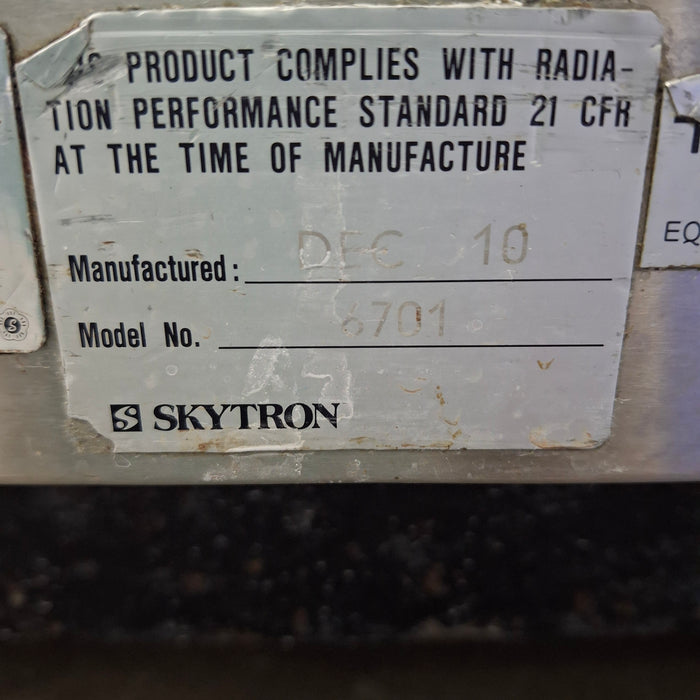 PRODUCT COMPLIES WITH RADIA-
TION PERFORMANCE STANDARD 21 CFR
AT THE TIME OF MANUFACTURE
Manufactured: DEC 10
Model No. 6701
S SKYTRON
EQ